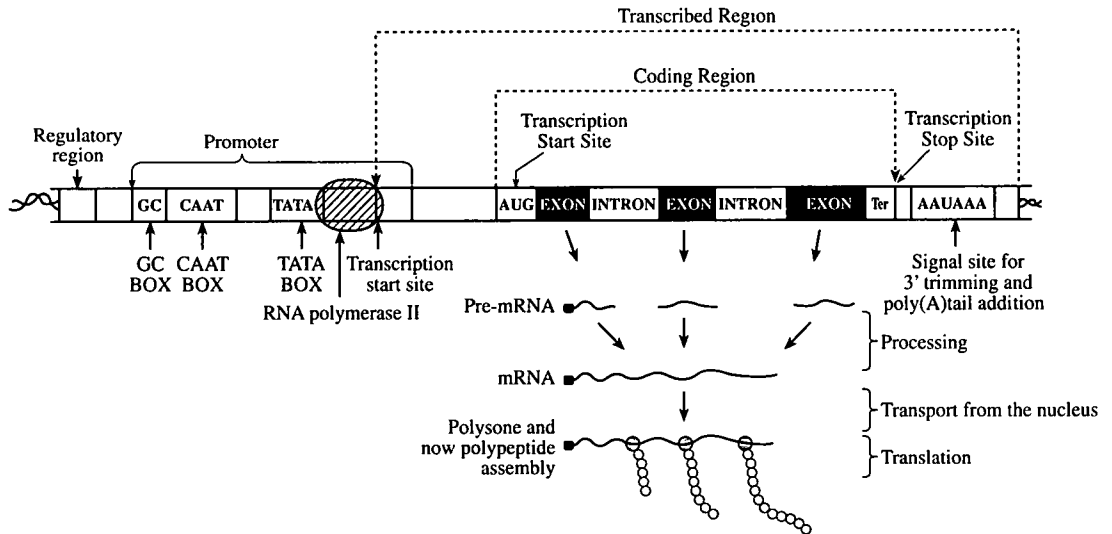 Transcribed Region
Coding Region
Regulatory
region
Promoter
Transcription
Start Site
Transcription
Stop Site
GC
CAAT
TATA
AUG
EXON
INTRON
EXON
INTRON
EXON
Ter
AAUAAA
GC
BOX
CAAT
BOX
TATA
BOX
Transcription
start site
RNA polymerase II
Signal site for
3' trimming and
poly(A)tail addition
Pre-mRNA
Processing
mRNA
Transport from the nucleus
Polysone and
now polypeptide
assembly
Translation